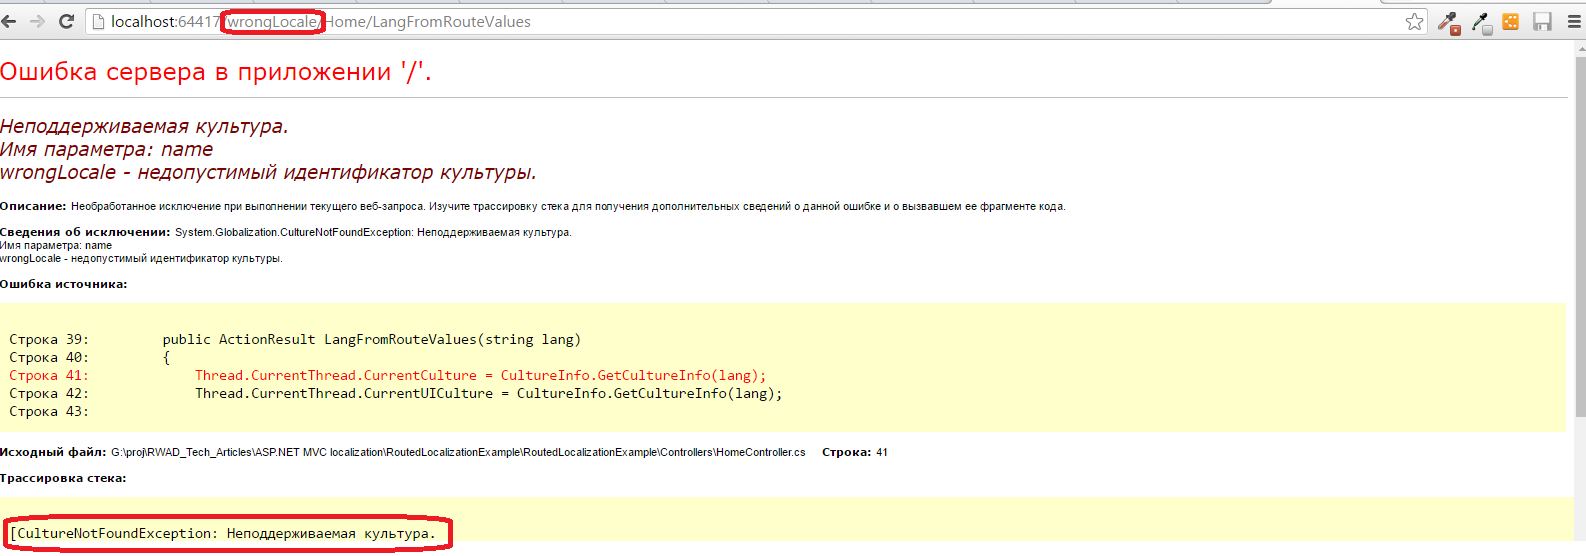 localhost:64417/wrongLocale/Home/LangFromRouteValues
Ошибка сервера в приложении '/'.
Неподдерживаемая культура.
Имя параметра: name
wrongLocale - недопустимый идентификатор культуры.
Описание: Необработанное исключение при выполнении текущего веб-запроса. Изучите трассировку стека для получения дополнительных сведений о данной ошибке и о вызвавшем ее фрагменте кода.
Сведения об исключении: System.Globalization.CultureNotFoundException: Неподдерживаемая культура.
Имя параметра: name
wrongLocale - недопустимый идентификатор культуры.
Ошибка источника:
Строка 39:         public ActionResult LangFromRouteValues(string lang)
Строка 40:         {
Строка 41:             Thread.CurrentThread.CurrentCulture = CultureInfo.GetCultureInfo(lang);
Строка 42:             Thread.CurrentThread.CurrentUICulture = CultureInfo.GetCultureInfo(lang);
Строка 43:
Исходный файл: G:\proj\RWAD_Tech_Articles\ASP.NET MVC localization\RoutedLocalizationExample\RoutedLocalizationExample\Controllers\HomeController.cs    Строка: 41
Трассировка стека:
[CultureNotFoundException: Неподдерживаемая культура.